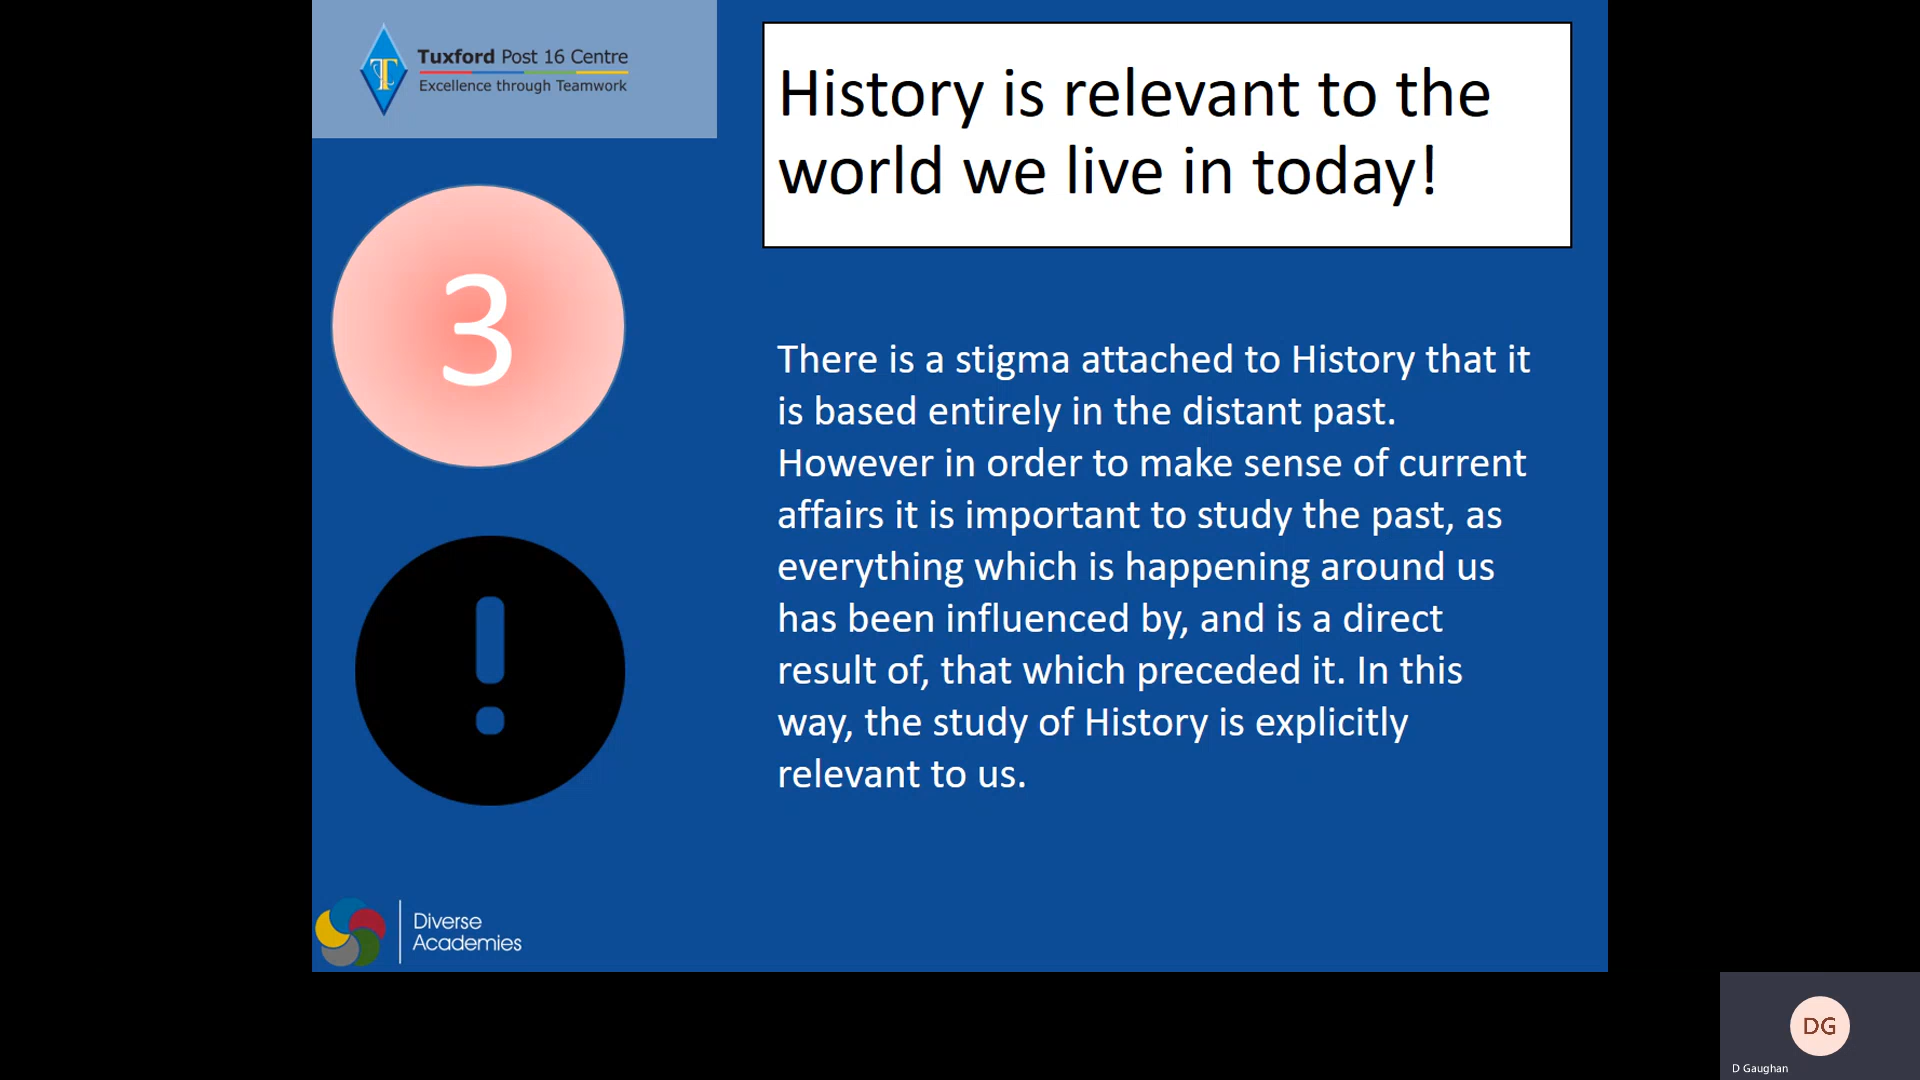 Tuxford Post 16 Centre
Excellence through Teamwork
History is relevant to the
world we live in today!
3
There is a stigma attached to History that it
is based entirely in the distant past.
However in order to make sense of current
affairs it is important to study the past, as
everything which is happening around us
has been influenced by, and is a direct
result of, that which preceded it. In this
way, the study of History is explicitly
relevant to us.
!
Diverse
Academies
DG
D Gaughan